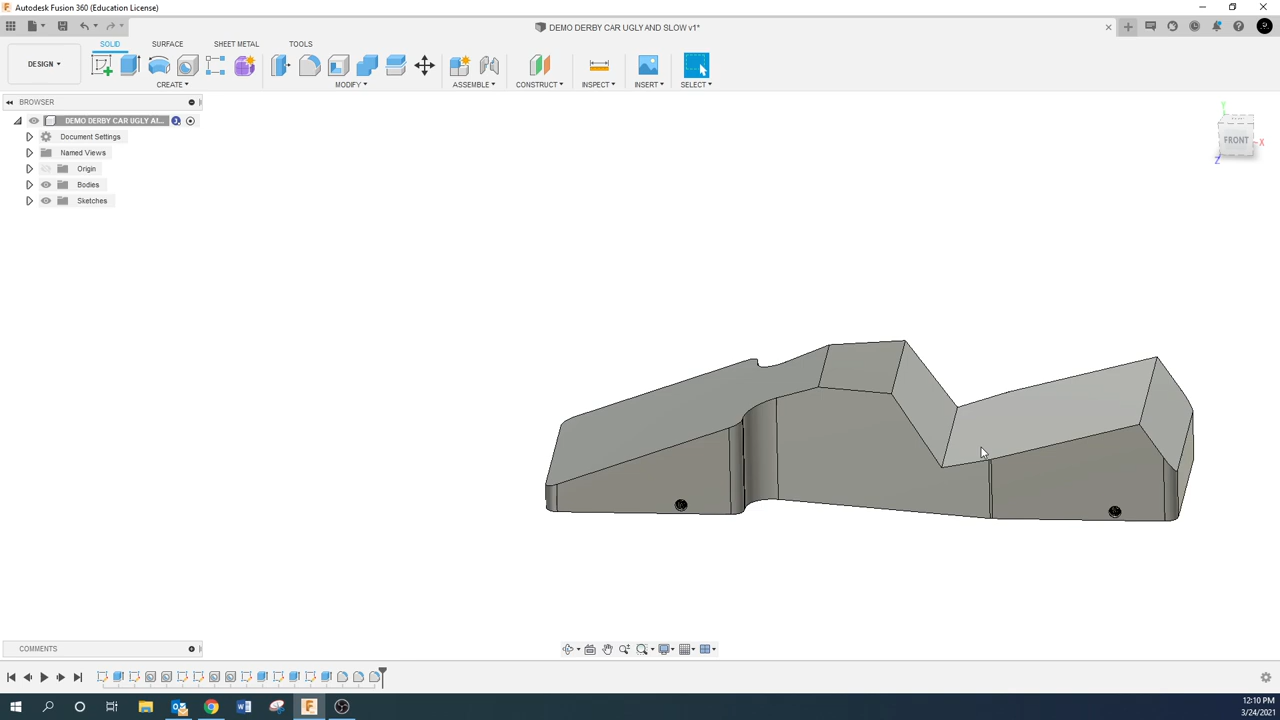 Autodesk Fusion 360 (Education License)
DEMO DERBY CAR UGLY AND SLOW v1*
SOLID SURFACE SHEET METAL TOOLS
DESIGN
CREATE MODIFY ASSEMBLE CONSTRUCT INSPECT INSERT SELECT
BROWSER
DEMO DERBY CAR UGLY AI...
Document Settings
Named Views
Origin
Bodies
Sketches
Y
FRONT
X
Z
COMMENTS
12:10 PM
3/24/2021